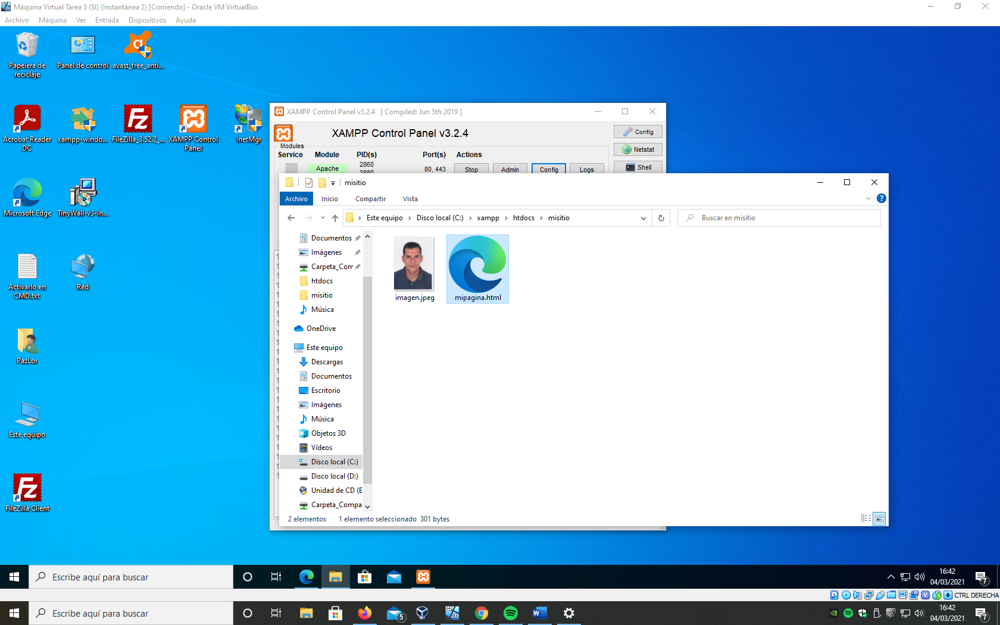 Máquina Virtual Tarea 5 (SI) (Instantánea 2) [Corriendo] - Oracle VM VirtualBox
Archivo Máquina Ver Entrada Dispositivos Ayuda
Papelera de reciclaje
Panel de control
avast_free_anti...
Acrobat Reader DC
xampp-windo...
FileZilla_3.52.2_...
XAMPP Control Panel
InetMgr
Microsoft Edge
TinyWall-v3-In...
Activarlo en CMD.txt
Red
PazLor
Este equipo
FileZilla Client
XAMPP Control Panel v3.2.4 [ Compiled: Jun 5th 2019 ]
XAMPP Control Panel v3.2.4
Config
Netstat
Shell
Modules
Service Module PID(s) Port(s) Actions
Apache 2860 3880 80, 443 Stop Admin Config Logs
misitio
Archivo Inicio Compartir Vista
Este equipo > Disco local (C:) > xampp > htdocs > misitio
Buscar en misitio
Documentos
Imágenes
Carpeta_Com
htdocs
misitio
Música
OneDrive
Este equipo
Descargas
Documentos
Escritorio
Imágenes
Música
Objetos 3D
Vídeos
Disco local (C:)
Disco local (D:)
Unidad de CD (E
Carpeta_Compa
imagen.jpeg
mipagina.html
2 elementos 1 elemento seleccionado 301 bytes
Escribe aquí para buscar
16:42
04/03/2021
7
CTRL DERECHA
Escribe aquí para buscar
5
16:42
04/03/2021
7